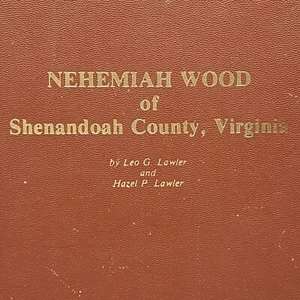 NEHEMIAH WOOD
of
Shenandoah County, Virginia
by Leo G. Lawler
and
Hazel P. Lawler